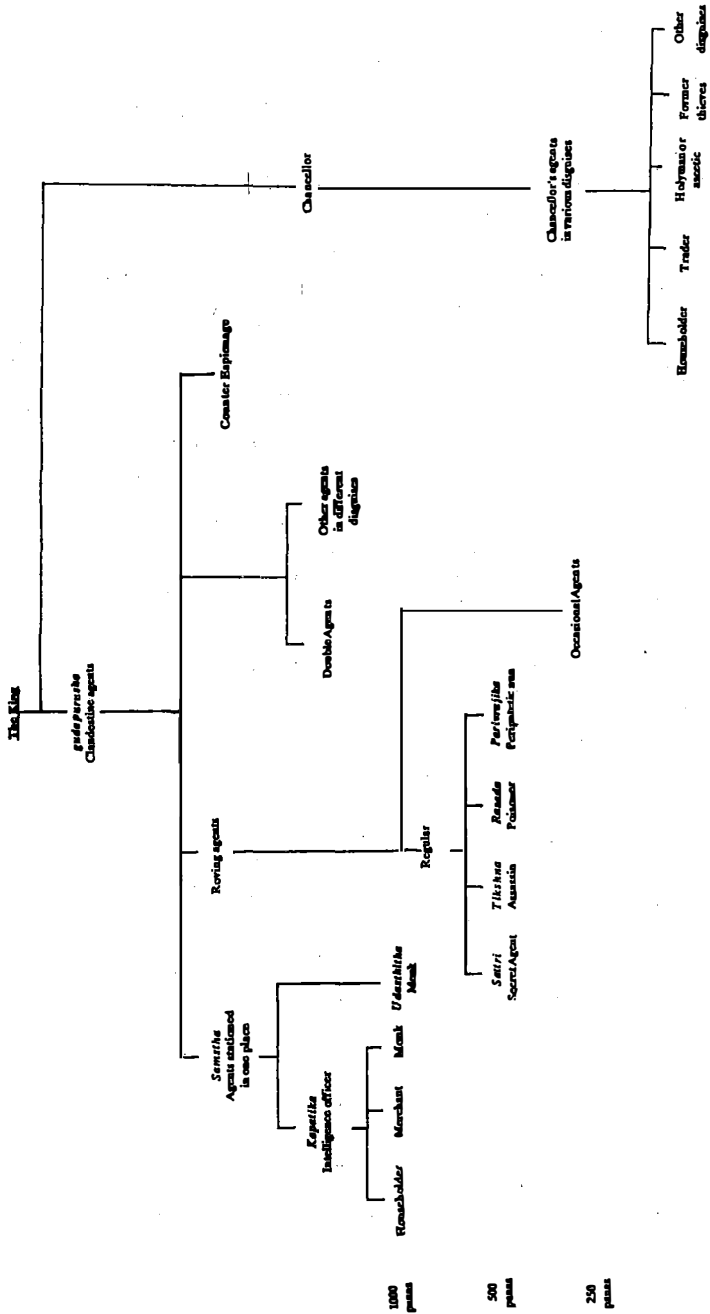 The King
gudapurusha
Clandestine agents
Chancellor
Samstha
Agents stationed
in one place
Roving agents
Counter Espionage
Kapatika
Intelligence officer
Udasthitha
Monk
Double Agents
Other agents
in different
disguises
Chancellor's agents
in various disguises
1000
panas
Householder
Merchant
Monk
Regular
Occasional Agents
500
panas
Sattri
Secret Agent
Tikshna
Assassin
Rasada
Poisoner
Parivrajika
Peripatetic nun
250
panas
Householder
Trader
Holyman or
ascetic
Former
thieves
Other
disguises